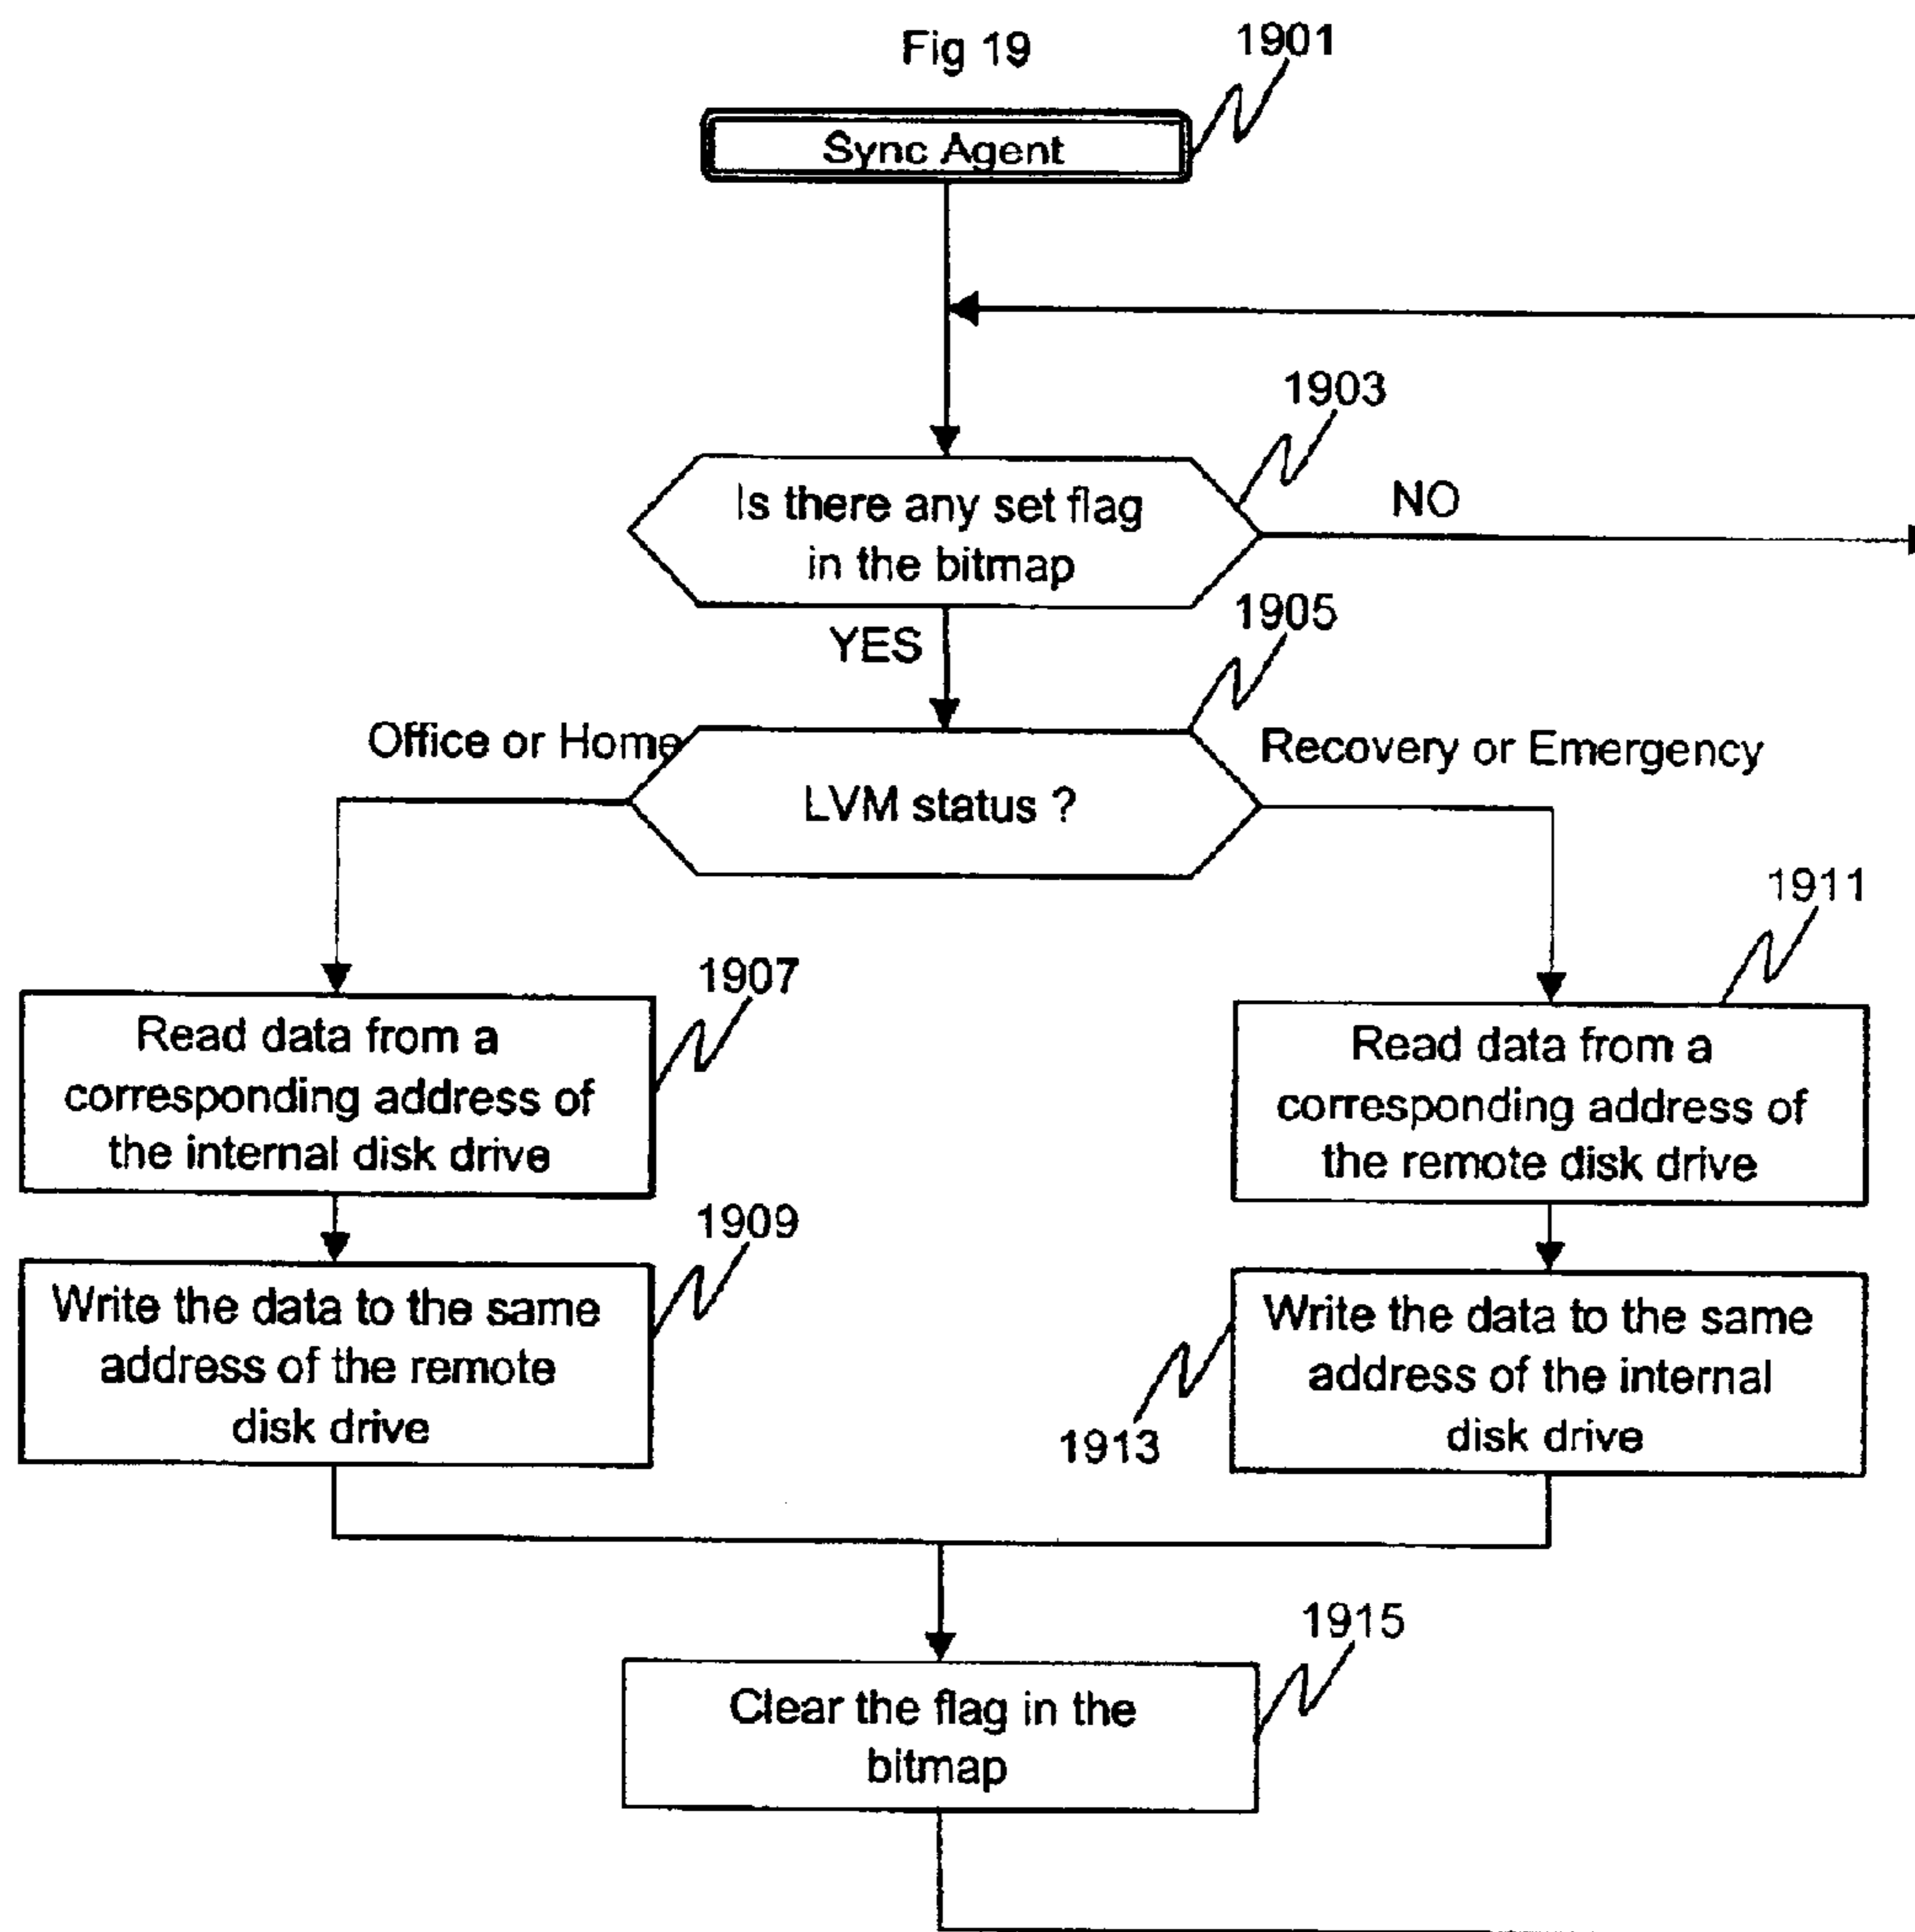 Fig 19
1901
Sync Agent
1903
Is there any set flag
in the bitmap
NO
YES
1905
Office or Home
Recovery or Emergency
LVM status ?
1911
1907
Read data from a
corresponding address of
the internal disk drive
Read data from a
corresponding address of
the remote disk drive
1909
Write the data to the same
address of the remote
disk drive
Write the data to the same
address of the internal
disk drive
1913
1915
Clear the flag in the
bitmap